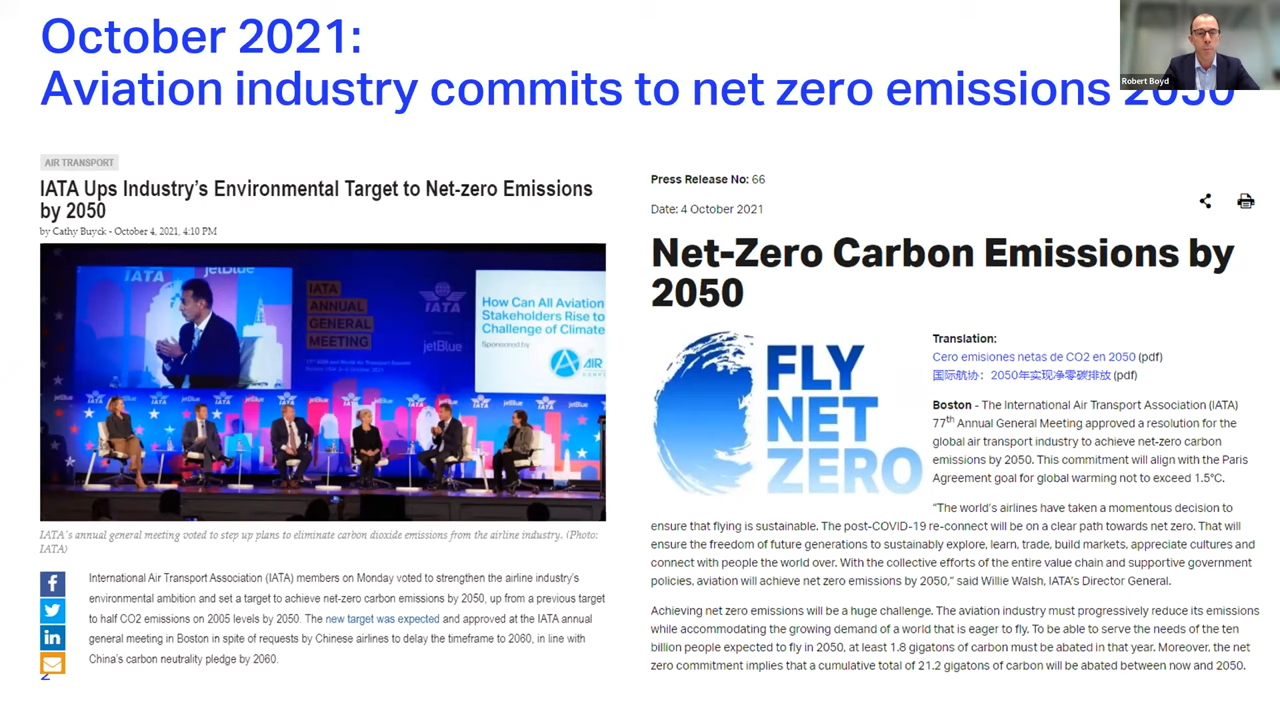 October 2021:
Aviation industry commits to net zero emissions 2050
Robert Boyd
AIR TRANSPORT
IATA Ups Industry's Environmental Target to Net-zero Emissions
by 2050
by Cathy Buyck - October 4, 2021, 4:10 PM
IATA
jetBlue
IATA
ANNUAL
GENERAL
MEETING
IATA
jetBlue
How Can All Aviation
Stakeholders Rise to
Challenge of Climate
Sponsored by
AIR
IATA's annual general meeting voted to step up plans to eliminate carbon dioxide emissions from the airline industry. (Photo:
IATA)
International Air Transport Association (IATA) members on Monday voted to strengthen the airline industry's
environmental ambition and set a target to achieve net-zero carbon emissions by 2050, up from a previous target
to half CO2 emissions on 2005 levels by 2050. The new target was expected and approved at the IATA annual
general meeting in Boston in spite of requests by Chinese airlines to delay the timeframe to 2060, in line with
China's carbon neutrality pledge by 2060.
2
Press Release No: 66
Date: 4 October 2021
Net-Zero Carbon Emissions by
2050
FLY
NET
ZERO
Translation:
Cero emisiones netas de CO2 en 2050 (pdf)
国际航协：2050年实现净零碳排放 (pdf)
Boston - The International Air Transport Association (IATA)
77th Annual General Meeting approved a resolution for the
global air transport industry to achieve net-zero carbon
emissions by 2050. This commitment will align with the Paris
Agreement goal for global warming not to exceed 1.5°C.
“The world's airlines have taken a momentous decision to
ensure that flying is sustainable. The post-COVID-19 re-connect will be on a clear path towards net zero. That will
ensure the freedom of future generations to sustainably explore, learn, trade, build markets, appreciate cultures and
connect with people the world over. With the collective efforts of the entire value chain and supportive government
policies, aviation will achieve net zero emissions by 2050,” said Willie Walsh, IATA's Director General.
Achieving net zero emissions will be a huge challenge. The aviation industry must progressively reduce its emissions
while accommodating the growing demand of a world that is eager to fly. To be able to serve the needs of the ten
billion people expected to fly in 2050, at least 1.8 gigatons of carbon must be abated in that year. Moreover, the net
zero commitment implies that a cumulative total of 21.2 gigatons of carbon will be abated between now and 2050.